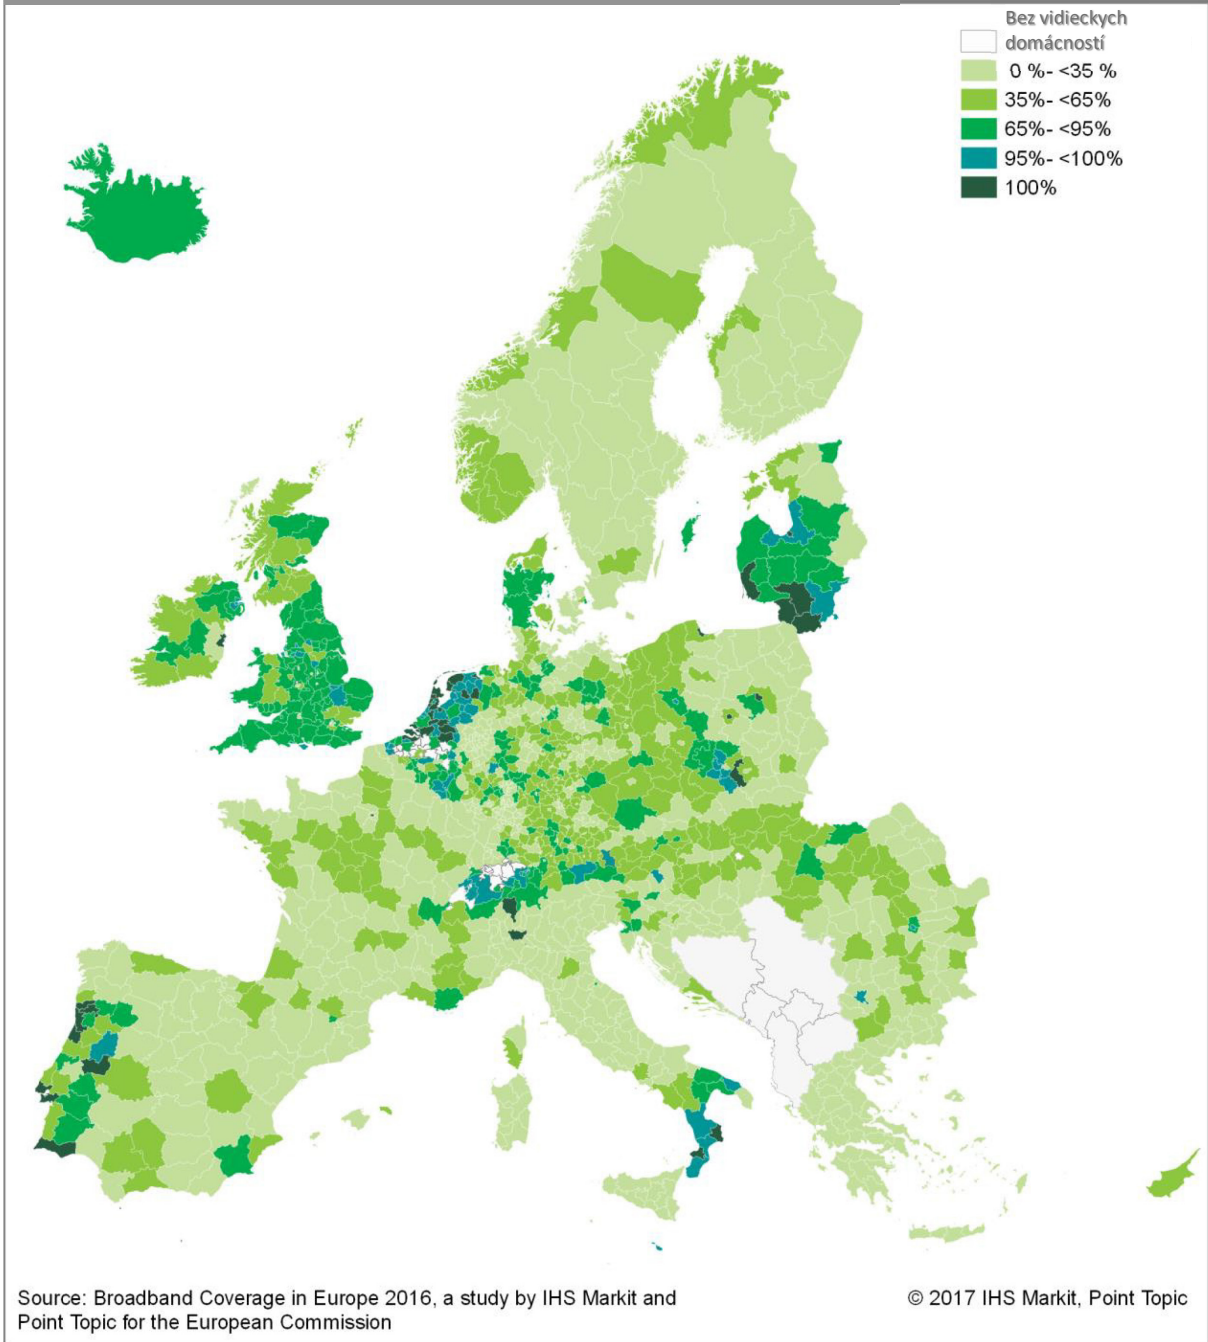 Bez vidieckych
domácností
0 %- <35 %
35%- <65%
65%- <95%
95%- <100%
100%
Source: Broadband Coverage in Europe 2016, a study by IHS Markit and
Point Topic for the European Commission
© 2017 IHS Markit, Point Topic